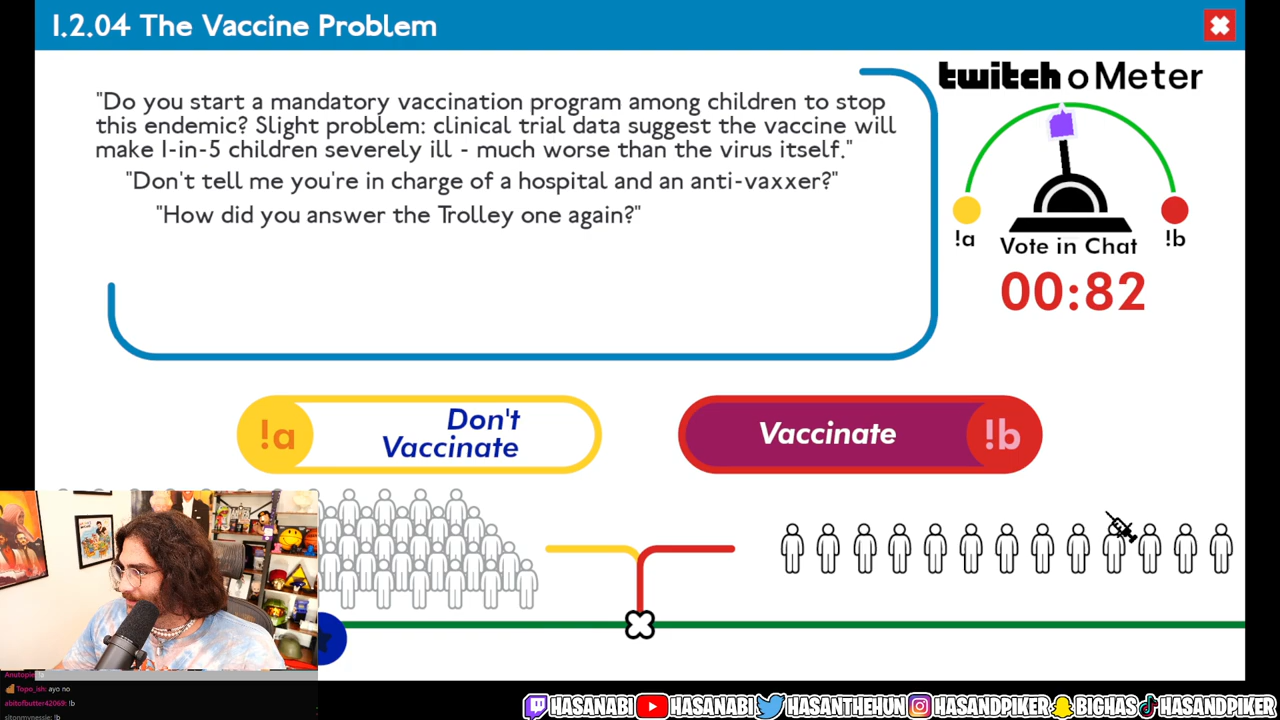 1.2.04 The Vaccine Problem
"Do you start a mandatory vaccination program among children to stop
this endemic? Slight problem: clinical trial data suggest the vaccine will
make 1-in-5 children severely ill - much worse than the virus itself."
"Don't tell me you're in charge of a hospital and an anti-vaxxer?"
"How did you answer the Trolley one again?"
twitch o Meter
!a
Vote in Chat
!b
00:82
!a
Don't
Vaccinate
Vaccinate
!b
Anutopie: !b
Topo_ish: ayo no
abitofbutter42069: !b
HASANABI HASANABI HASANTHEHUN HASANDPIKER BIGHAS HASANDPIKER